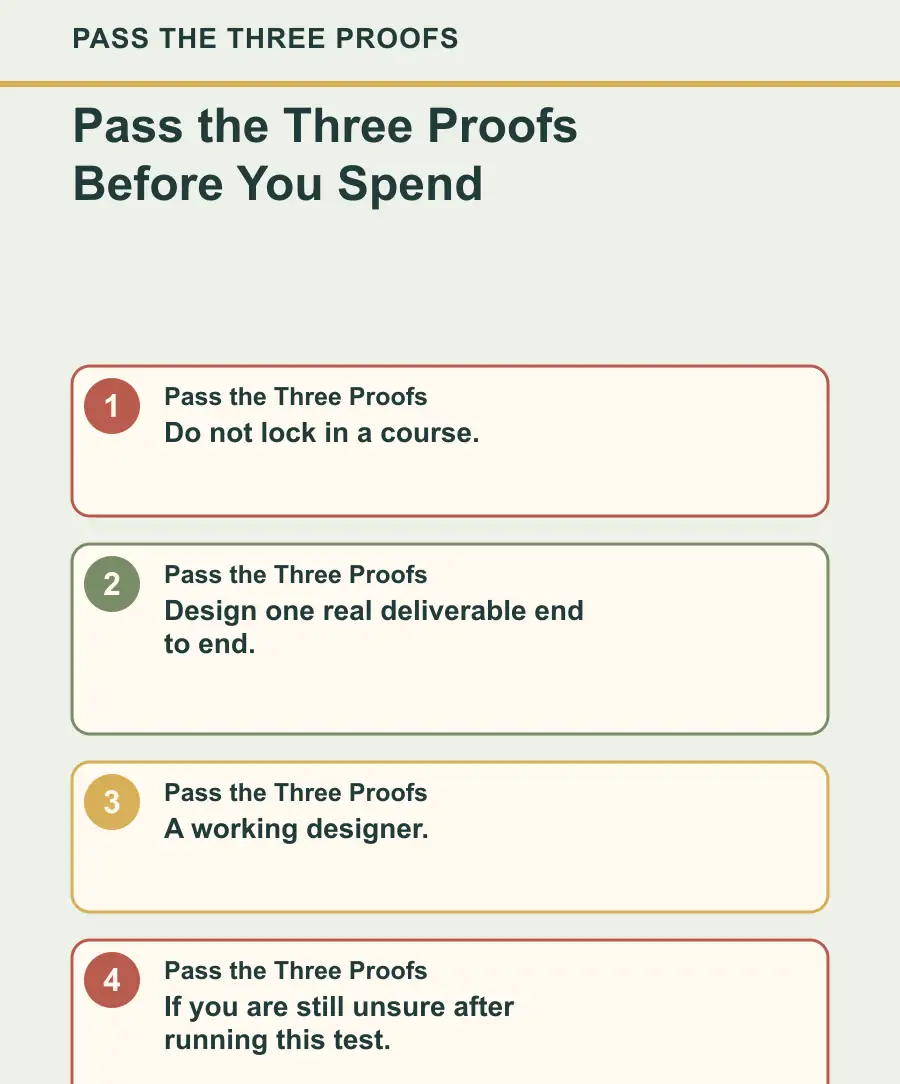 PASS THE THREE PROOFS
Pass the Three Proofs
Before You Spend
1
Pass the Three Proofs
Do not lock in a course.
2
Pass the Three Proofs
Design one real deliverable end
to end.
3
Pass the Three Proofs
A working designer.
4
Pass the Three Proofs
If you are still unsure after
running this test.